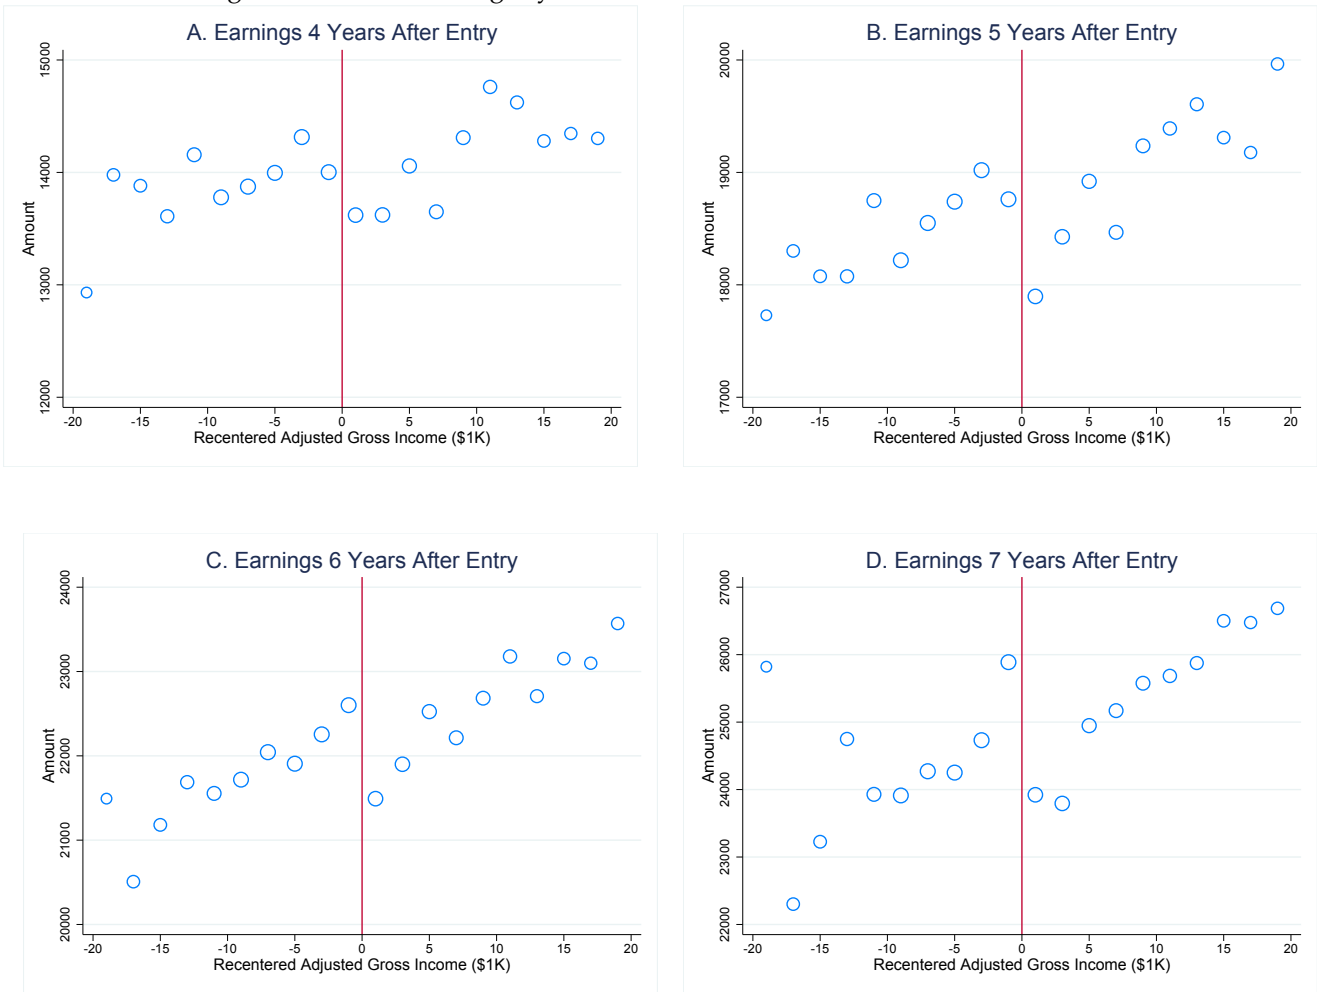 A. Earnings 4 Years After Entry
15000
14000
13000
12000
Amount
-20 -15 -10 -5 0 5 10 15 20
Recentered Adjusted Gross Income ($1K)
B. Earnings 5 Years After Entry
20000
19000
18000
17000
Amount
-20 -15 -10 -5 0 5 10 15 20
Recentered Adjusted Gross Income ($1K)
C. Earnings 6 Years After Entry
24000
23000
22000
21000
20000
Amount
-20 -15 -10 -5 0 5 10 15 20
Recentered Adjusted Gross Income ($1K)
D. Earnings 7 Years After Entry
27000
26000
25000
24000
23000
22000
Amount
-20 -15 -10 -5 0 5 10 15 20
Recentered Adjusted Gross Income ($1K)